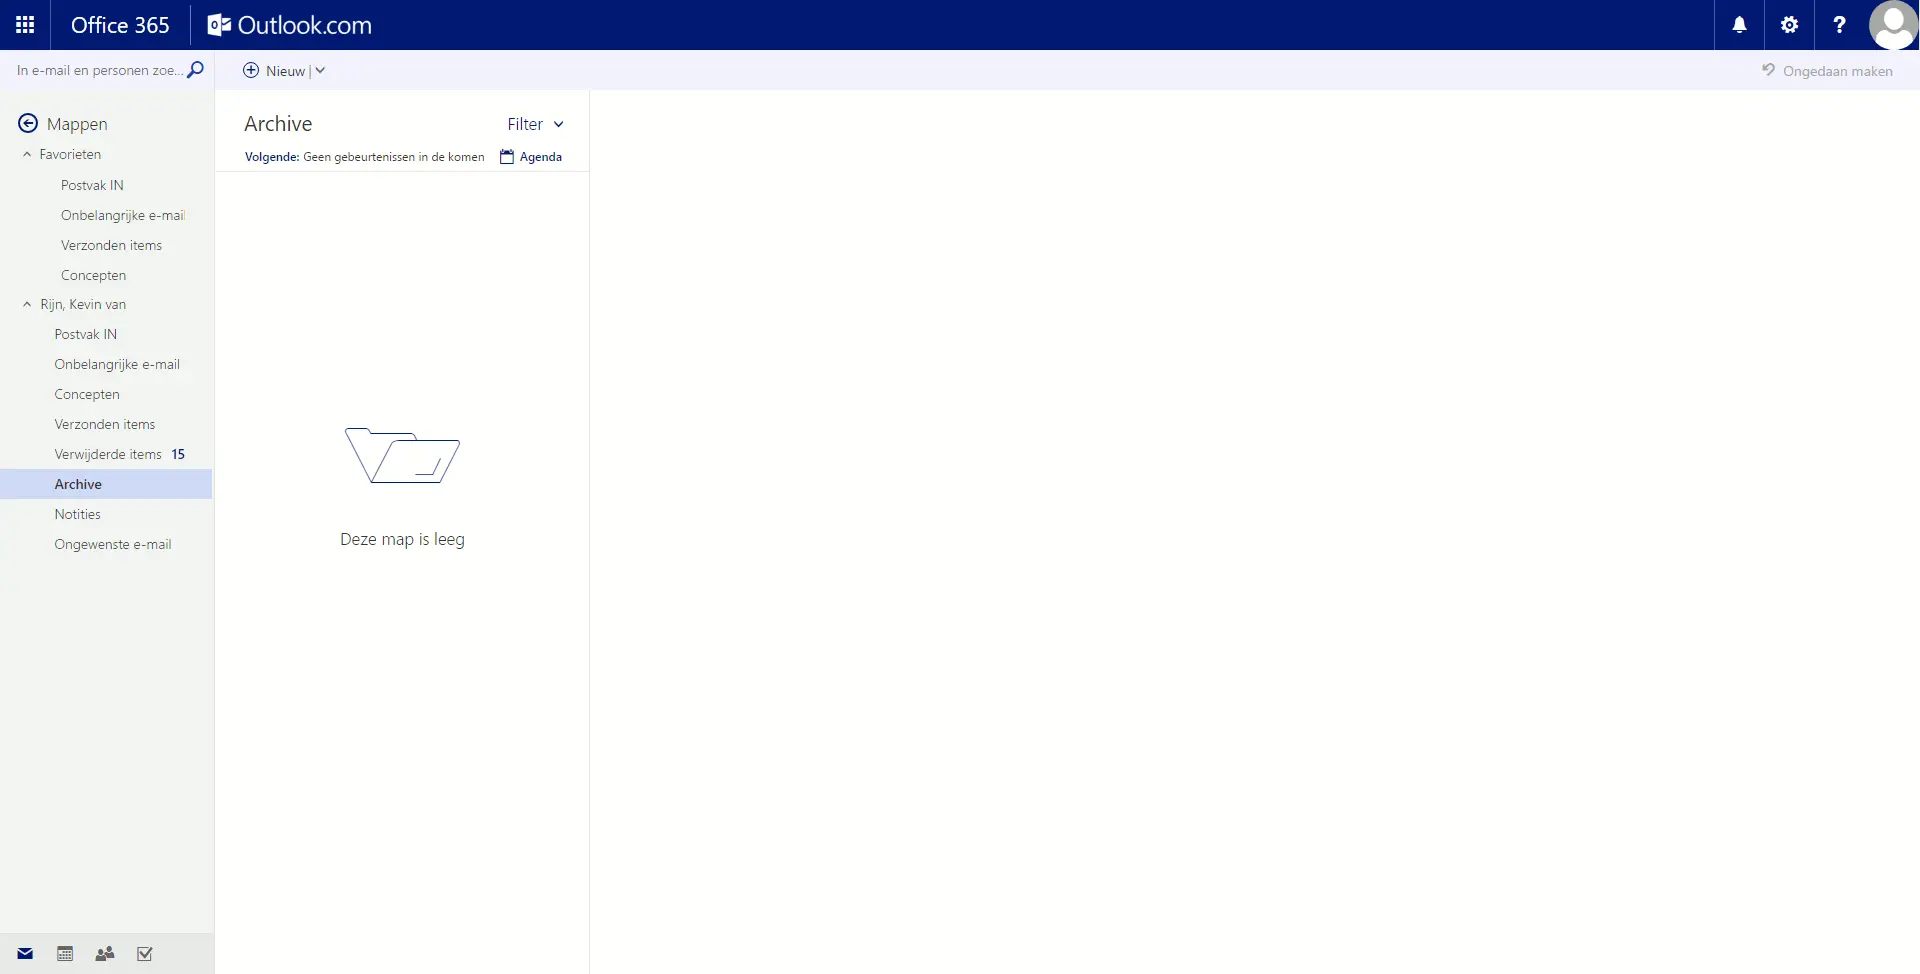 Office 365
Outlook.com
In e-mail en personen zoe...
Nieuw
Ongedaan maken
Mappen
Favorieten
Postvak IN
Onbelangrijke e-mail
Verzonden items
Concepten
Rijn, Kevin van
Postvak IN
Onbelangrijke e-mail
Concepten
Verzonden items
Verwijderde items 15
Archive
Notities
Ongewenste e-mail
Archive
Filter
Volgende: Geen gebeurtenissen in de komen
Agenda
Deze map is leeg